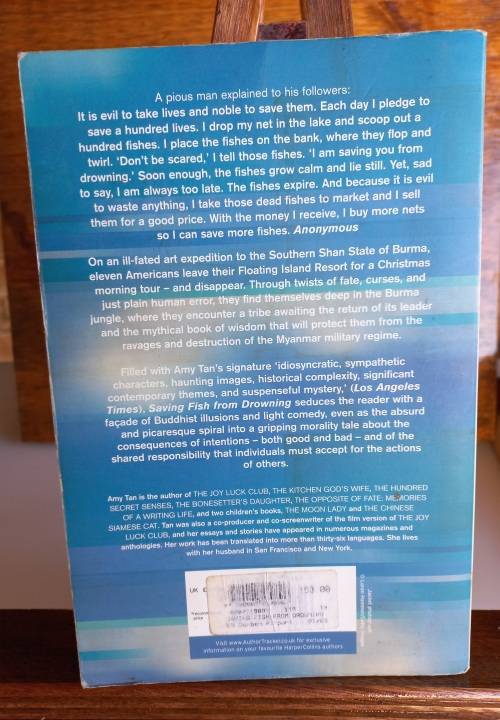 A pious man explained to his followers:
It is evil to take lives and noble to save them. Each day I pledge to
save a hundred lives. I drop my net in the lake and scoop out a
hundred fishes. I place the fishes on the bank, where they flop and
twirl. ‘Don't be scared,’ I tell those fishes. ‘I am saving you from
drowning.’ Soon enough, the fishes grow calm and lie still. Yet, sad
to say, I am always too late. The fishes expire. And because it is evil
to waste anything, I take those dead fishes to market and I sell
them for a good price. With the money I receive, I buy more nets
so I can save more fishes. Anonymous
On an ill-fated art expedition to the Southern Shan State of Burma,
eleven Americans leave their Floating Island Resort for a Christmas
morning tour – and disappear. Through twists of fate, curses, and
just plain human error, they find themselves deep in the Burma
jungle, where they encounter a tribe awaiting the return of its leader
and the mythical book of wisdom that will protect them from the
ravages and destruction of the Myanmar military regime.
Filled with Amy Tan's signature ‘idiosyncratic, sympathetic
characters, haunting images, historical complexity, significant
contemporary themes, and suspenseful mystery,’ (Los Angeles
Times), Saving Fish from Drowning seduces the reader with a
façade of Buddhist illusions and light comedy, even as the absurd
and picaresque spiral into a gripping morality tale about the
consequences of intentions – both good and bad – and of the
shared responsibility that individuals must accept for the actions
of others.
Amy Tan is the author of THE JOY LUCK CLUB, THE KITCHEN GOD'S WIFE, THE HUNDRED
SECRET SENSES, THE BONESETTER'S DAUGHTER, THE OPPOSITE OF FATE: MEMORIES
OF A WRITING LIFE, and two children's books, THE MOON LADY and THE CHINESE
SIAMESE CAT. Tan was also a co-producer and co-screenwriter of the film version of THE JOY
LUCK CLUB, and her essays and stories have appeared in numerous magazines and
anthologies. Her work has been translated into more than thirty-six languages. She lives
with her husband in San Francisco and New York.
UK
SAVING FISH FROM DROWNING
Visit www.AuthorTracker.co.uk for exclusive
information on your favourite HarperCollins authors